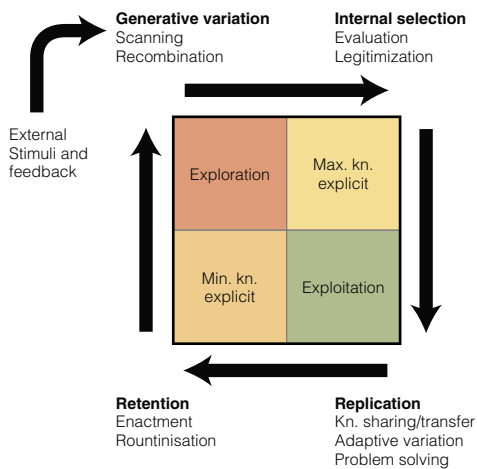 Generative variation
Scanning
Recombination
Internal selection
Evaluation
Legitimization
External
Stimuli and
feedback
Exploration
Max. kn.
explicit
Min. kn.
explicit
Exploitation
Retention
Enactment
Rountinisation
Replication
Kn. sharing/transfer
Adaptive variation
Problem solving